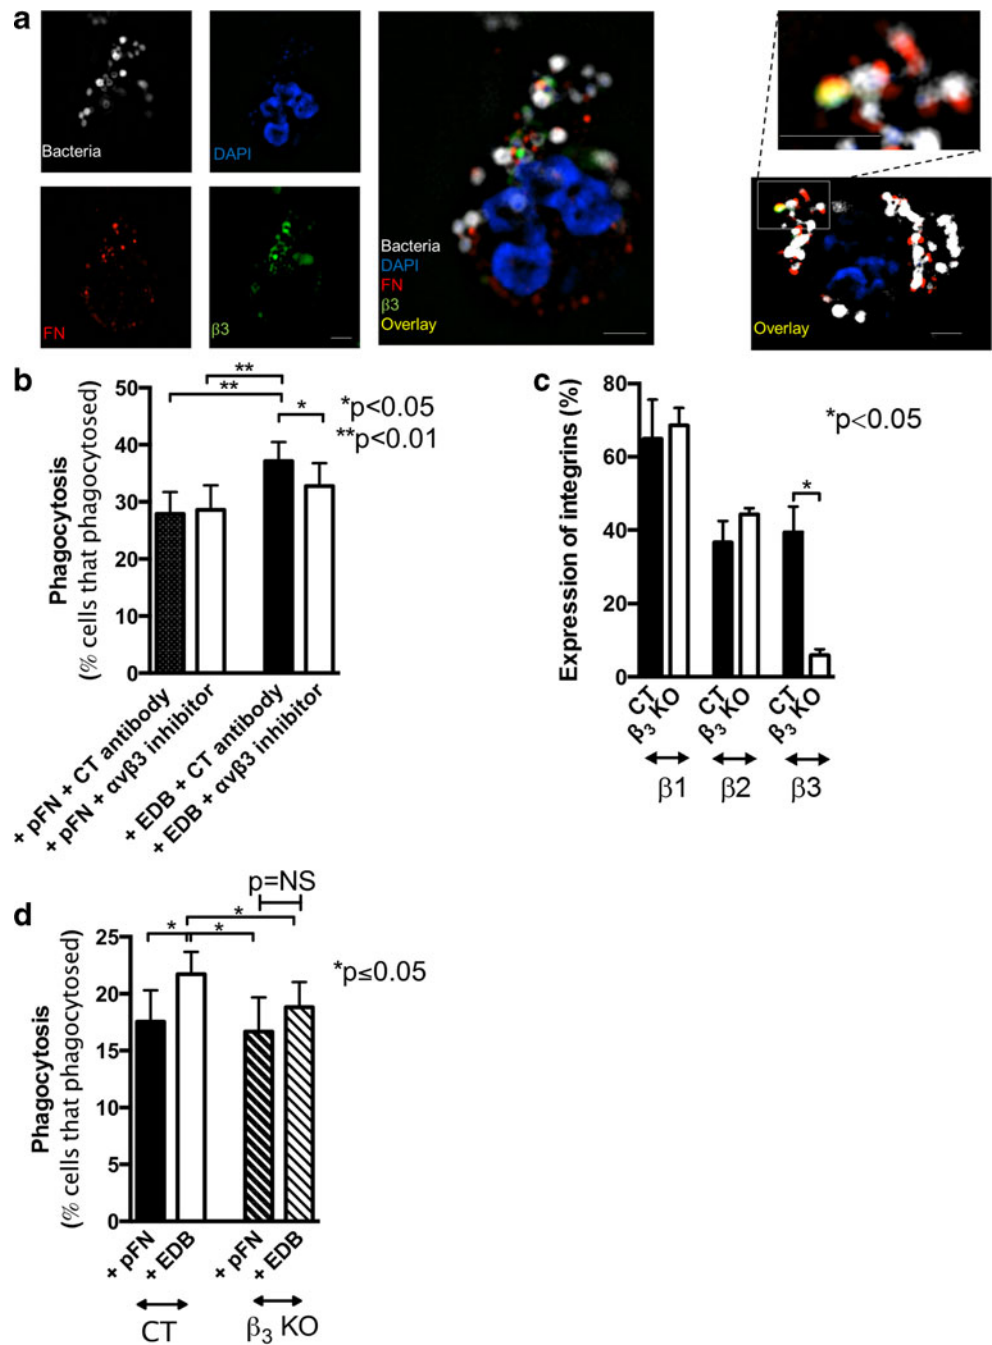 a
Bacteria
DAPI
FN
β3
Bacteria
DAPI
FN
β3
Overlay
Overlay
b
Phagocytosis
(% cells that phagocytosed)
50
40
30
20
10
0
**
**
*
*p<0.05
**p<0.01
+ pFN + CT antibody
+ pFN + αvβ3 inhibitor
+ EDB + CT antibody
+ EDB + αvβ3 inhibitor
c
Expression of integrins (%)
80
60
40
20
0
*p<0.05
*
CT
β3 KO
CT
β3 KO
CT
β3 KO
β1
β2
β3
d
Phagocytosis
(% cells that phagocytosed)
25
20
15
10
5
0
p=NS
*
*
*
*p≤0.05
+ pFN
+ EDB
+ pFN
+ EDB
CT
β3 KO